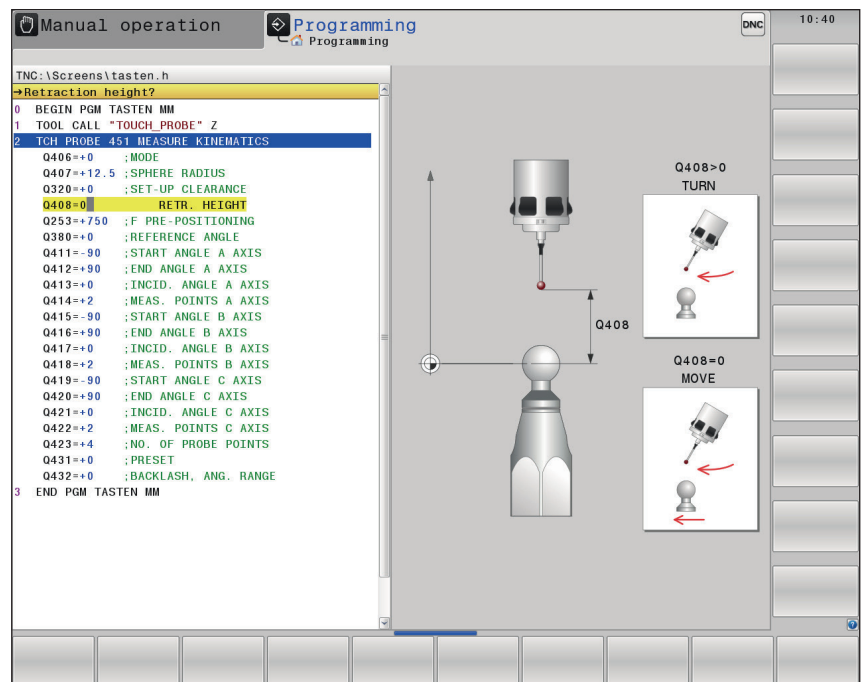 Manual operation
Programming
Programming
DNC
10:40
TNC:\Screens\tasten.h
→Retraction height?
0 BEGIN PGM TASTEN MM
1 TOOL CALL "TOUCH_PROBE" Z
2 TCH PROBE 451 MEASURE KINEMATICS
Q406=+0 ;MODE
Q407=+12.5 ;SPHERE RADIUS
Q320=+0 ;SET-UP CLEARANCE
Q408=0 RETR. HEIGHT
Q253=+750 ;F PRE-POSITIONING
Q380=+0 ;REFERENCE ANGLE
Q411=-90 ;START ANGLE A AXIS
Q412=+90 ;END ANGLE A AXIS
Q413=+0 ;INCID. ANGLE A AXIS
Q414=+2 ;MEAS. POINTS A AXIS
Q415=-90 ;START ANGLE B AXIS
Q416=+90 ;END ANGLE B AXIS
Q417=+0 ;INCID. ANGLE B AXIS
Q418=+2 ;MEAS. POINTS B AXIS
Q419=-90 ;START ANGLE C AXIS
Q420=+90 ;END ANGLE C AXIS
Q421=+0 ;INCID. ANGLE C AXIS
Q422=+2 ;MEAS. POINTS C AXIS
Q423=+4 ;NO. OF PROBE POINTS
Q431=+0 ;PRESET
Q432=+0 ;BACKLASH, ANG. RANGE
3 END PGM TASTEN MM
Q408
Q408>0
TURN
Q408=0
MOVE
?